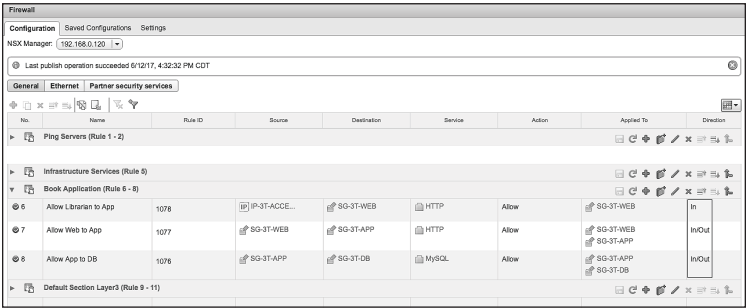 Firewall
Configuration Saved Configurations Settings
NSX Manager: 192.168.0.120
Last publish operation succeeded 6/12/17, 4:32:32 PM CDT
General Ethernet Partner security services
No. Name Rule ID Source Destination Service Action Applied To Direction
Ping Servers (Rule 1 - 2)
Infrastructure Services (Rule 5)
Book Application (Rule 6 - 8)
6 Allow Librarian to App 1078 IP IP-3T-ACCE... SG-3T-WEB HTTP Allow SG-3T-WEB In
7 Allow Web to App 1077 SG-3T-WEB SG-3T-APP HTTP Allow SG-3T-WEB In/Out
SG-3T-APP
8 Allow App to DB 1076 SG-3T-APP SG-3T-DB MySQL Allow SG-3T-APP In/Out
SG-3T-DB
Default Section Layer3 (Rule 9 - 11)